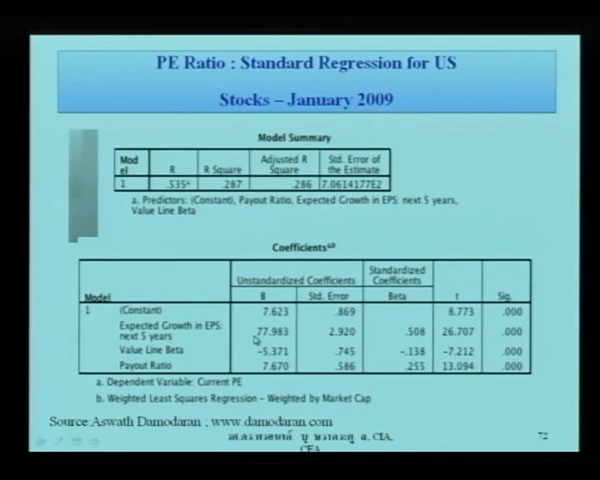 PE Ratio : Standard Regression for US
Stocks – January 2009
Model Summary
Mod el R R Square Adjusted R Square Std. Error of the Estimate
1 .535ᵃ .287 .286 7.0614177E2
a. Predictors: (Constant), Payout Ratio, Expected Growth in EPS: next 5 years,
Value Line Beta
Coefficientsᵃ,ᵇ
Unstandardized Coefficients Standardized Coefficients
Model B Std. Error Beta t Sig.
1 (Constant) 7.623 .869 8.773 .000
Expected Growth in EPS: next 5 years 77.983 2.920 .508 26.707 .000
Value Line Beta -5.371 .745 -.138 -7.212 .000
Payout Ratio 7.670 .586 .255 13.094 .000
a. Dependent Variable: Current PE
b. Weighted Least Squares Regression - Weighted by Market Cap
Source:Aswath Damodaran ; www.damodaran.com
CIA,
CFA
72